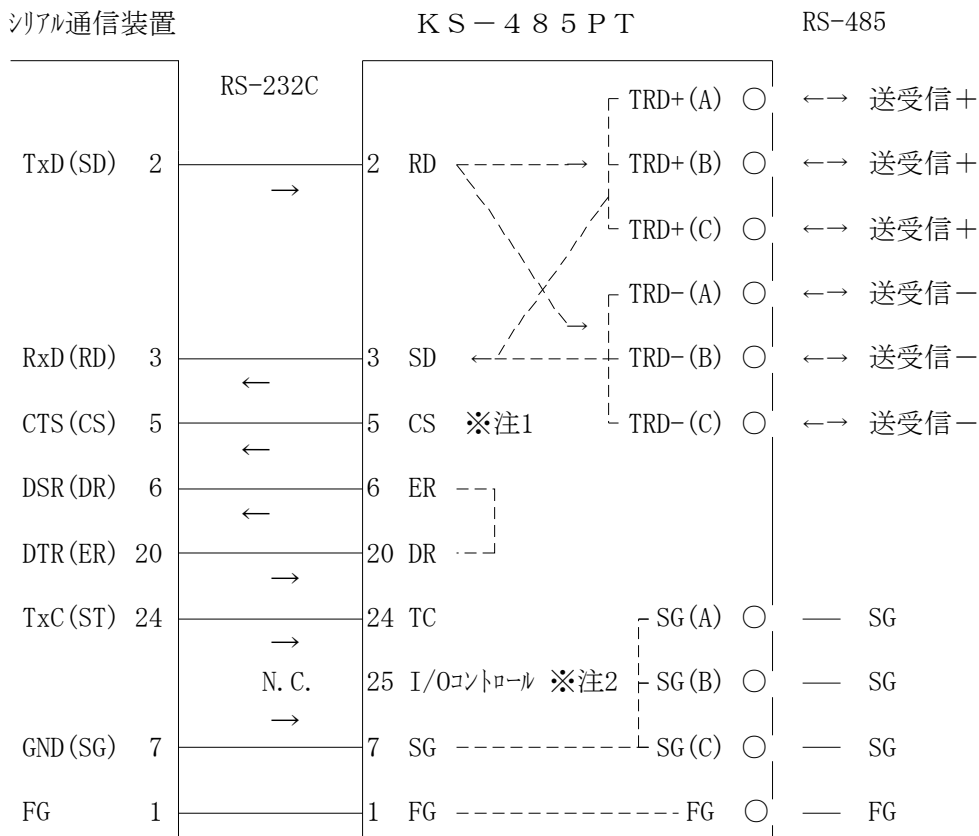 ｼﾘｱﾙ通信装置 ＫＳ－４８５ＰＴ RS-485
RS-232C
TRD+(A) ○ ←→ 送受信＋
TxD(SD) 2 2 RD → TRD+(B) ○ ←→ 送受信＋
→
TRD+(C) ○ ←→ 送受信＋
TRD-(A) ○ ←→ 送受信－
→
RxD(RD) 3 3 SD ← TRD-(B) ○ ←→ 送受信－
←
CTS(CS) 5 5 CS ※注1 TRD-(C) ○ ←→ 送受信－
←
DSR(DR) 6 6 ER
←
DTR(ER) 20 20 DR
→
TxC(ST) 24 24 TC SG(A) ○ ── SG
→
N.C. 25 I/Oｺﾝﾄﾛｰﾙ ※注2 SG(B) ○ ── SG
→
GND(SG) 7 7 SG SG(C) ○ ── SG
FG 1 1 FG FG ○ ── FG